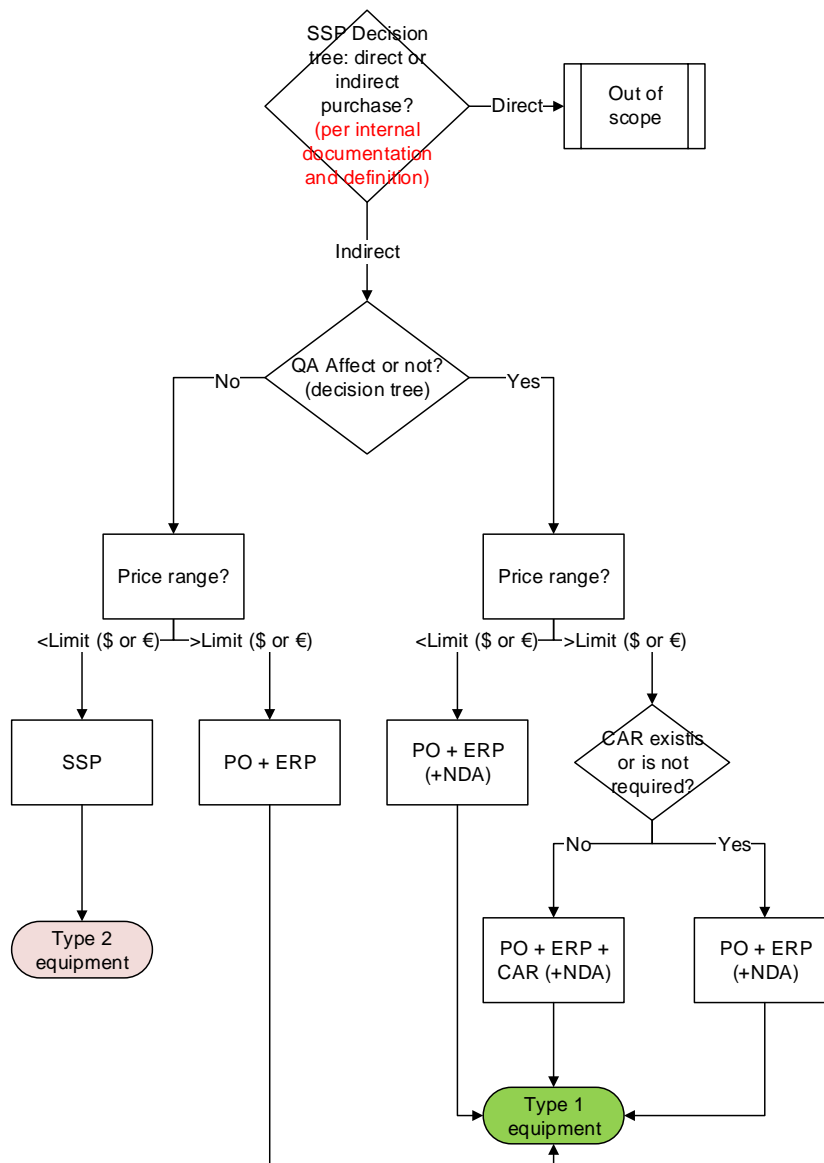 SSP Decision
tree: direct or
indirect
purchase?
(per internal
documentation
and definition)
Direct
Out of
scope
Indirect
QA Affect or not?
(decision tree)
No
Yes
Price range?
Price range?
<Limit ($ or €)
>Limit ($ or €)
<Limit ($ or €)
>Limit ($ or €)
SSP
PO + ERP
PO + ERP
(+NDA)
CAR existis
or is not
required?
No
Yes
Type 2
equipment
PO + ERP +
CAR (+NDA)
PO + ERP
(+NDA)
Type 1
equipment